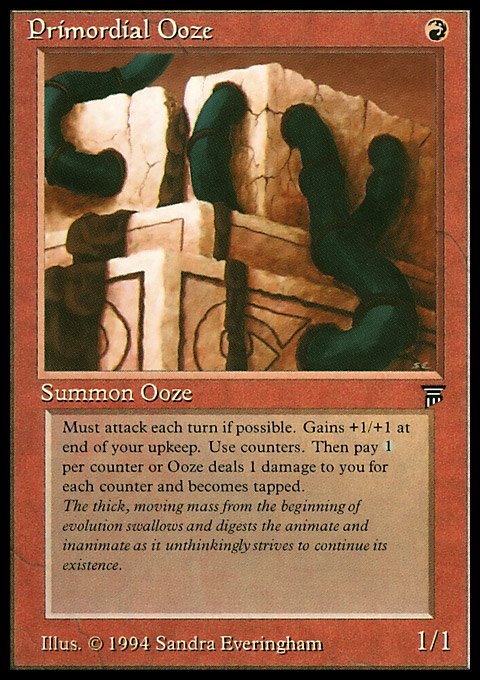 Primordial Ooze
SE
Summon Ooze
Must attack each turn if possible. Gains +1/+1 at
end of your upkeep. Use counters. Then pay 1
per counter or Ooze deals 1 damage to you for
each counter and becomes tapped.
The thick, moving mass from the beginning of
evolution swallows and digests the animate and
inanimate as it unthinkingly strives to continue its
existence.
Illus. © 1994 Sandra Everingham
1/1